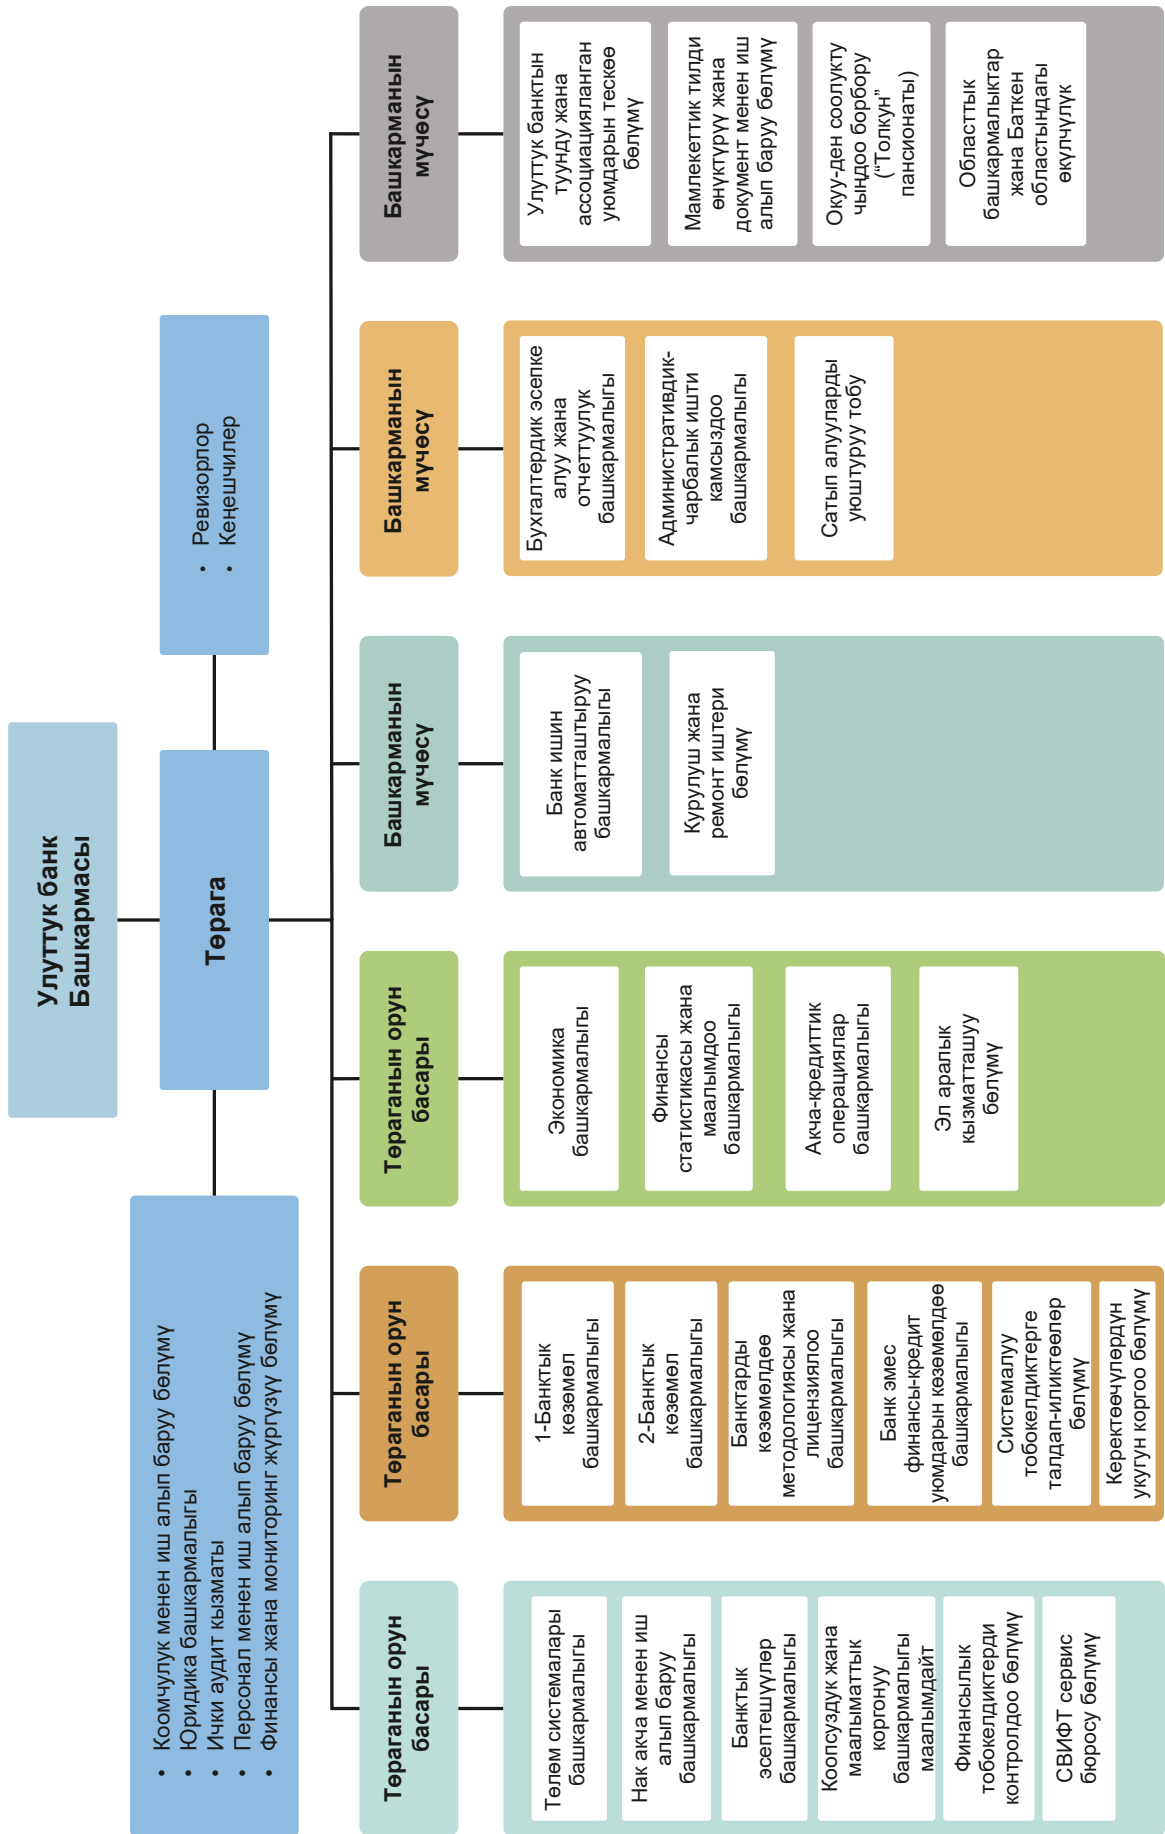 Улуттук банк
Башкармасы
• Коомчулук менен иш алып баруу бөлүмү
• Юридика башкармалыгы
• Ички аудит кызматы
• Персонал менен иш алып баруу бөлүмү
• Финансы жана мониторинг жүргүзүү бөлүмү
Төрага
• Ревизорлор
• Кеңешчилер
Төраганын орун
басары
Төлөм системалары
башкармалыгы
Нак акча менен иш
алып баруу
башкармалыгы
Банктык
эсептешүүлөр
башкармалыгы
Коопсуздук жана
маалыматтык
коргонуу
башкармалыгы
маалымдайт
Финансылык
тобокелдиктерди
контролдоо бөлүмү
СВИФТ сервис
бюросу бөлүмү
Төраганын орун
басары
1-Банктык
көзөмөл
башкармалыгы
2-Банктык
көзөмөл
башкармалыгы
Банктарды
көзөмөлдөө
методологиясы жана
лицензиялоо
башкармалыгы
Банк эмес
финансы-кредит
уюмдарын көзөмөлдөө
башкармалыгы
Системалуу
тобокелдиктерге
талдап-иликтөөлөр
бөлүмү
Керектөөчүлөрдүн
укугун коргоо бөлүмү
Төраганын орун
басары
Экономика
башкармалыгы
Финансы
статистикасы жана
маалымдоо
башкармалыгы
Акча-кредиттик
операциялар
башкармалыгы
Эл аралык
кызматташуу
бөлүмү
Башкарманын
мүчөсү
Банк ишин
автоматташтыруу
башкармалыгы
Курулуш жана
ремонт иштери
бөлүмү
Башкарманын
мүчөсү
Бухгалтердик эсепке
алуу жана
отчеттуулук
башкармалыгы
Административдик-
чарбалык ишти
камсыздоо
башкармалыгы
Сатып алууларды
уюштуруу тобу
Башкарманын
мүчөсү
Улуттук банктын
туунду жана
ассоциацияланган
уюмдарын тескөө
бөлүмү
Мамлекеттик тилди
өнүктүрүү жана
документ менен иш
алып баруу бөлүмү
Окуу-ден соолукту
чыңдоо борбору
(“Толкун”
пансионаты)
Областтык
башкармалыктар
жана Баткен
областындагы
өкүлчүлүк